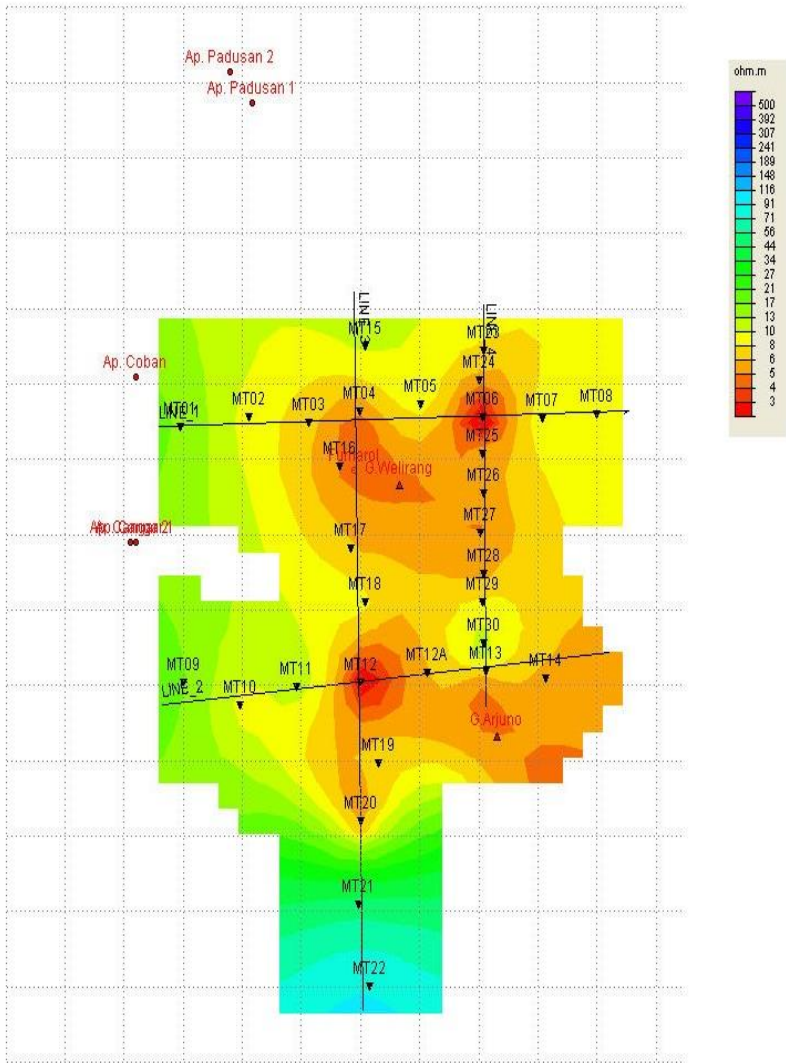 Ap. Padusan 2
Ap. Padusan 1
ohm.m
500
392
307
241
189
148
116
91
71
56
44
34
27
21
17
13
10
8
6
5
4
3
MT15
MT23
MT24
Ap. Coban
MT01
LINE_1
MT02
MT03
MT04
MT05
MT06
MT07
MT08
MT25
MT16
Fumarol
G.Welirang
MT26
MT27
MT17
MT28
MT18
MT29
MT30
MT09
LINE_2
MT10
MT11
MT12
MT12A
MT13
MT14
G.Arjuno
MT19
MT20
MT21
MT22